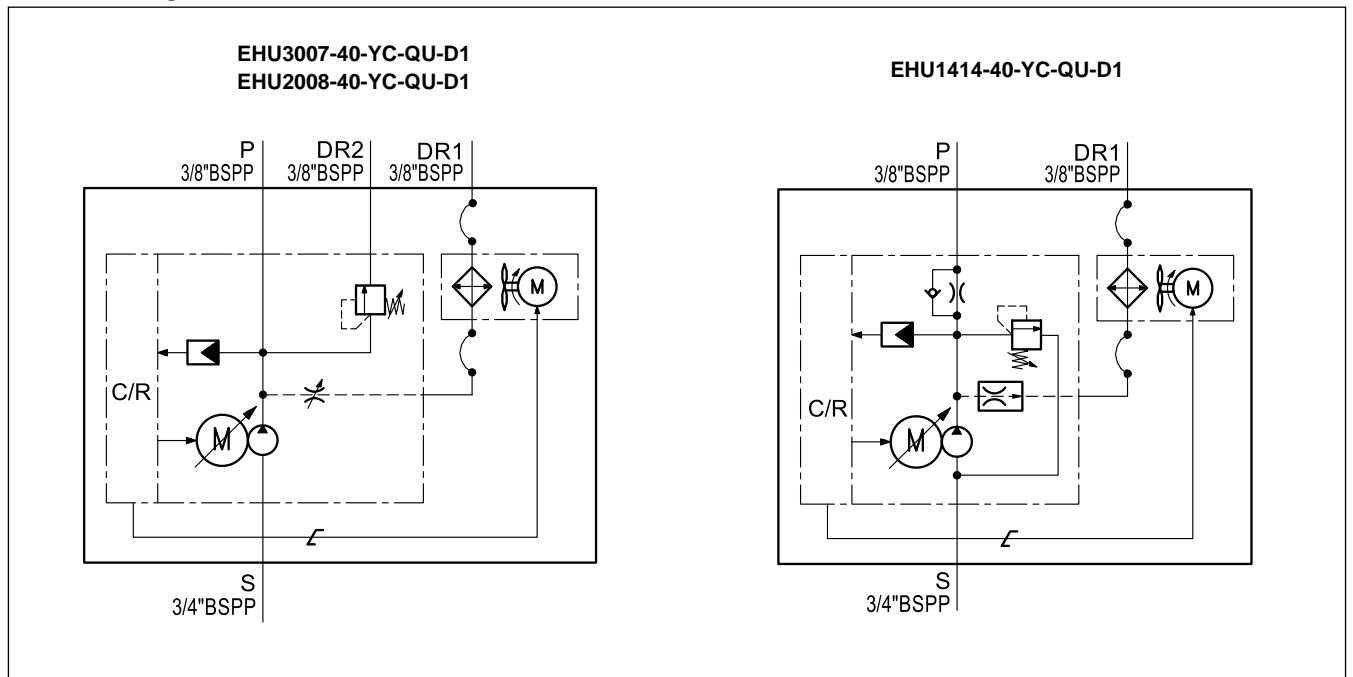 EHU3007-40-YC-QU-D1
EHU2008-40-YC-QU-D1
P
3/8"BSPP
DR2
3/8"BSPP
DR1
3/8"BSPP
M
C/R
M
S
3/4"BSPP
EHU1414-40-YC-QU-D1
P
3/8"BSPP
DR1
3/8"BSPP
M
C/R
M
S
3/4"BSPP